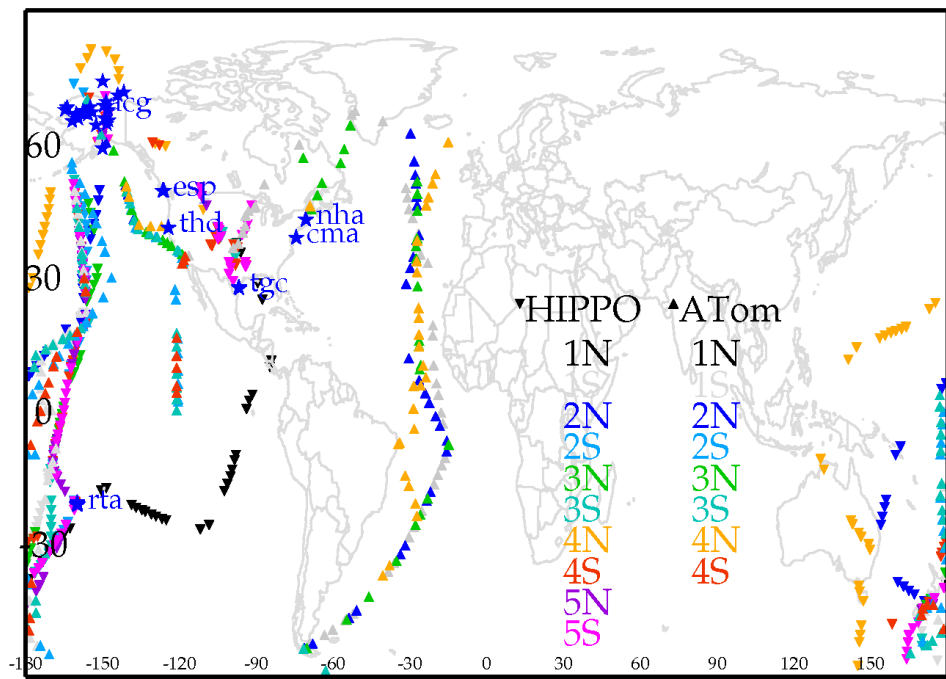 acg
60
esp
thd
nha
cma
30
tgc
HIPPO ATom
1N 1N
1S 1S
2N 2N
0
2S 2S
3N 3N
rta
3S 3S
-30
4N 4N
4S 4S
5N
5S
-180 -150 -120 -90 -60 -30 0 30 60 90 120 150